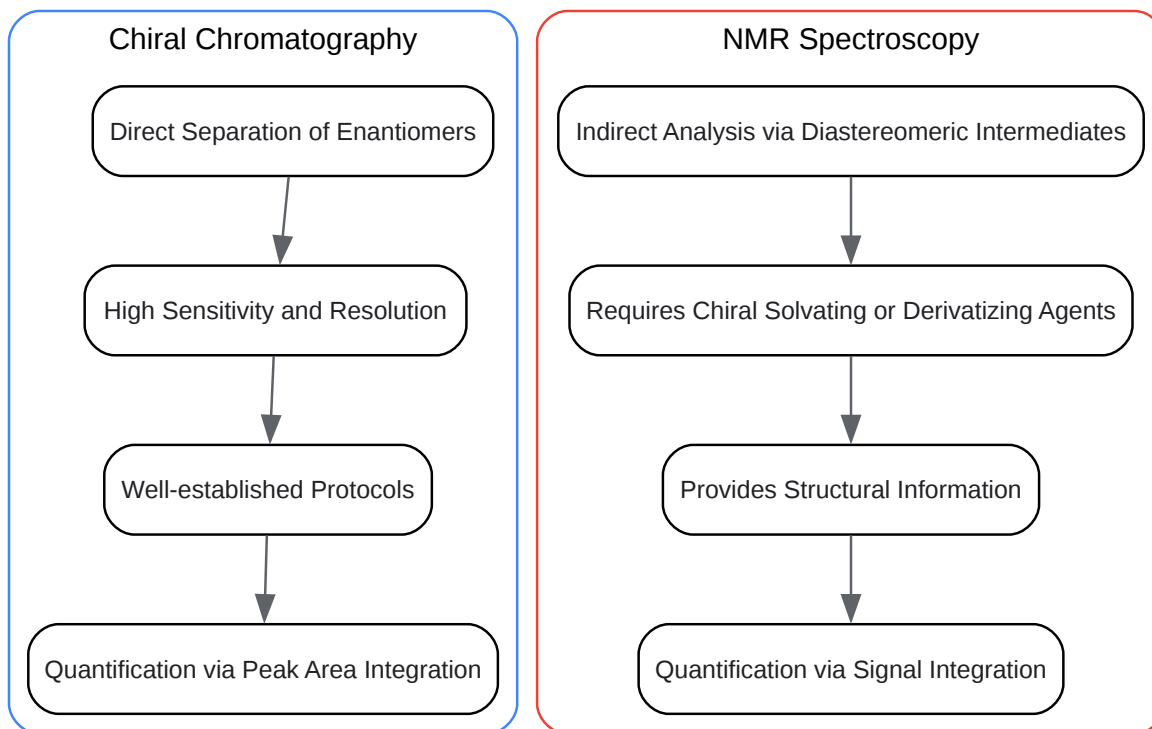 Chiral Chromatography
Direct Separation of Enantiomers
High Sensitivity and Resolution
Well-established Protocols
Quantification via Peak Area Integration
NMR Spectroscopy
Indirect Analysis via Diastereomeric Intermediates
Requires Chiral Solvating or Derivatizing Agents
Provides Structural Information
Quantification via Signal Integration